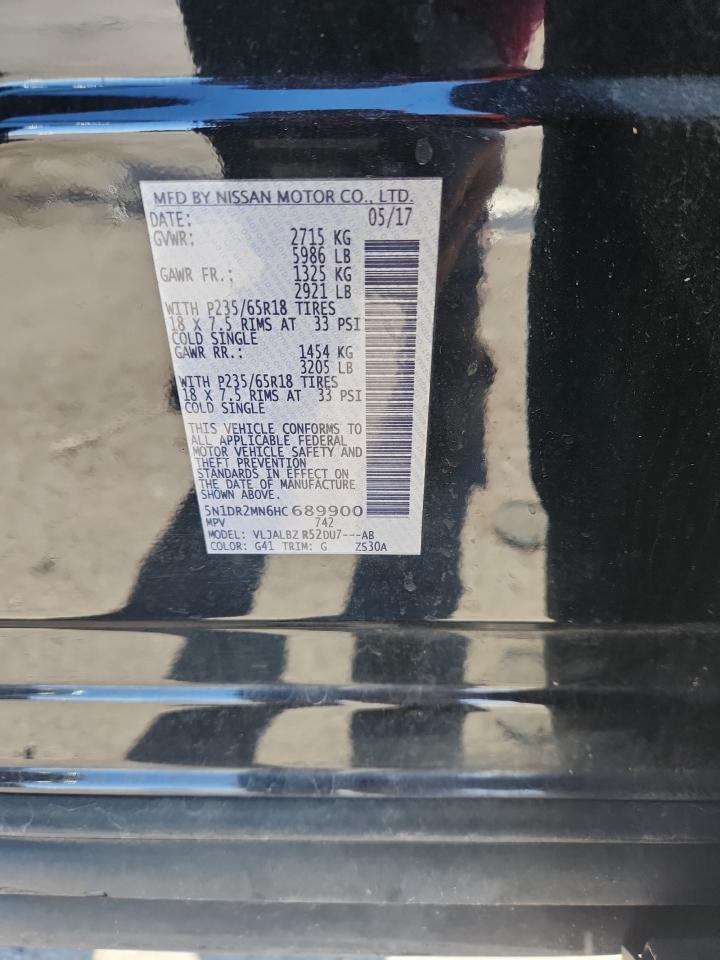 MFD BY NISSAN MOTOR CO., LTD.
DATE: 05/17
GVWR: 2715 KG
5986 LB
GAWR FR.: 1325 KG
2921 LB
WITH P235/65R18 TIRES
18 X 7.5 RIMS AT 33 PSI
COLD SINGLE
GAWR RR.: 1454 KG
3205 LB
WITH P235/65R18 TIRES
18 X 7.5 RIMS AT 33 PSI
COLD SINGLE
THIS VEHICLE CONFORMS TO
ALL APPLICABLE FEDERAL
MOTOR VEHICLE SAFETY AND
THEFT PREVENTION
STANDARDS IN EFFECT ON
THE DATE OF MANUFACTURE
SHOWN ABOVE.
5N1DR2MN6HC689900
MPV 742
MODEL: VLJALBZ R52DU7---AB
COLOR: G41 TRIM: G ZS30A